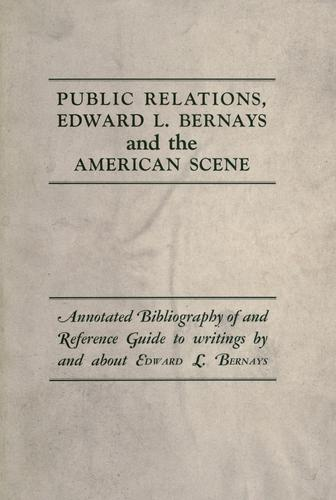 PUBLIC RELATIONS,
EDWARD L. BERNAYS
and the
AMERICAN SCENE
Annotated Bibliography of and
Reference Guide to writings by
and about EDWARD L. BERNAYS